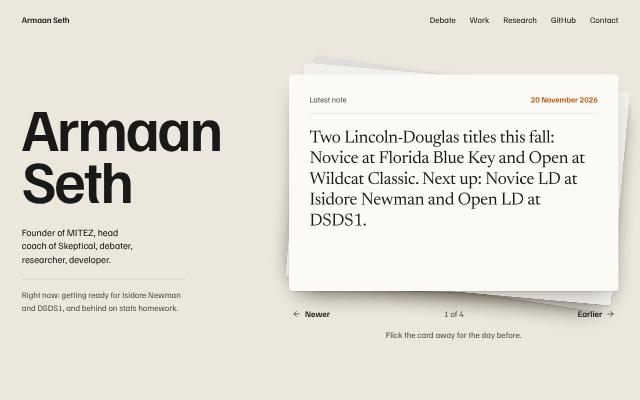 Armaan Seth
Debate Work Research GitHub Contact
Armaan
Seth
Founder of MITEZ, head
coach of Skeptical, debater,
researcher, developer.
Right now: getting ready for Isidore Newman
and DSDS1, and behind on stats homework.
Latest note
20 November 2026
Two Lincoln-Douglas titles this fall:
Novice at Florida Blue Key and Open at
Wildcat Classic. Next up: Novice LD at
Isidore Newman and Open LD at
DSDS1.
← Newer
1 of 4
Earlier →
Flick the card away for the day before.